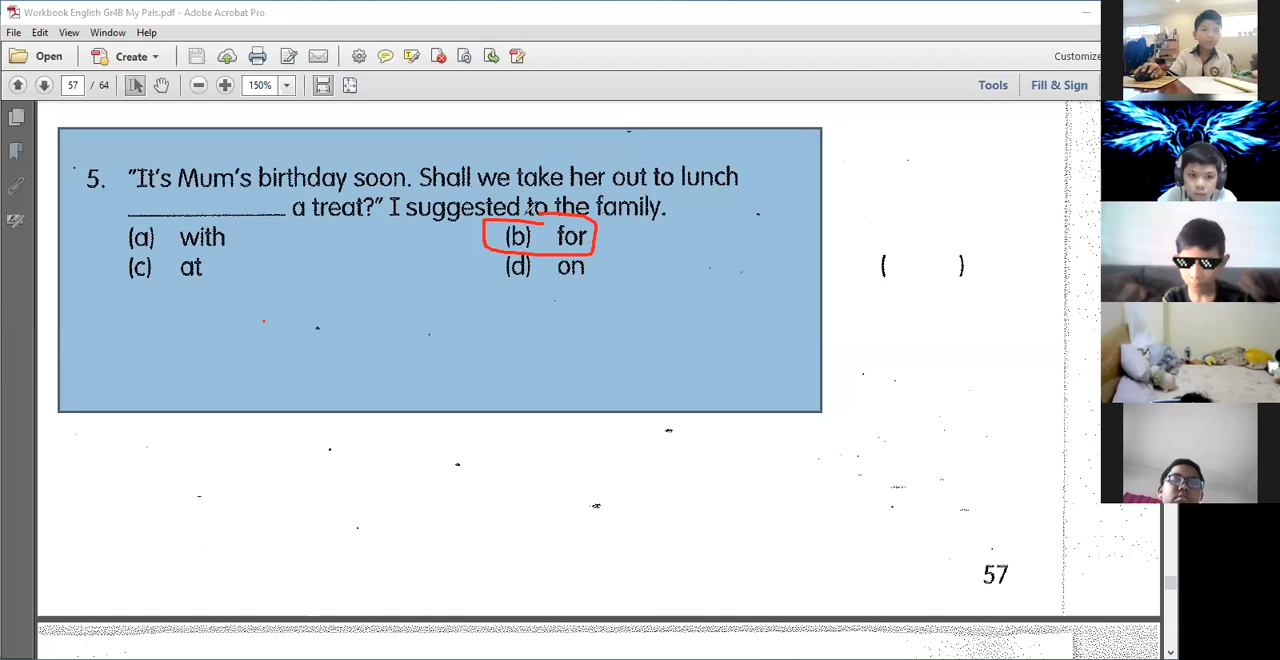 Workbook English Gr4B My Pals.pdf - Adobe Acrobat Pro
File Edit View Window Help
Open Create Customize
57 / 64 150% Tools Fill & Sign
5. "It's Mum's birthday soon. Shall we take her out to lunch
____________ a treat?" I suggested to the family.
(a) with (b) for
(c) at (d) on ( )
57